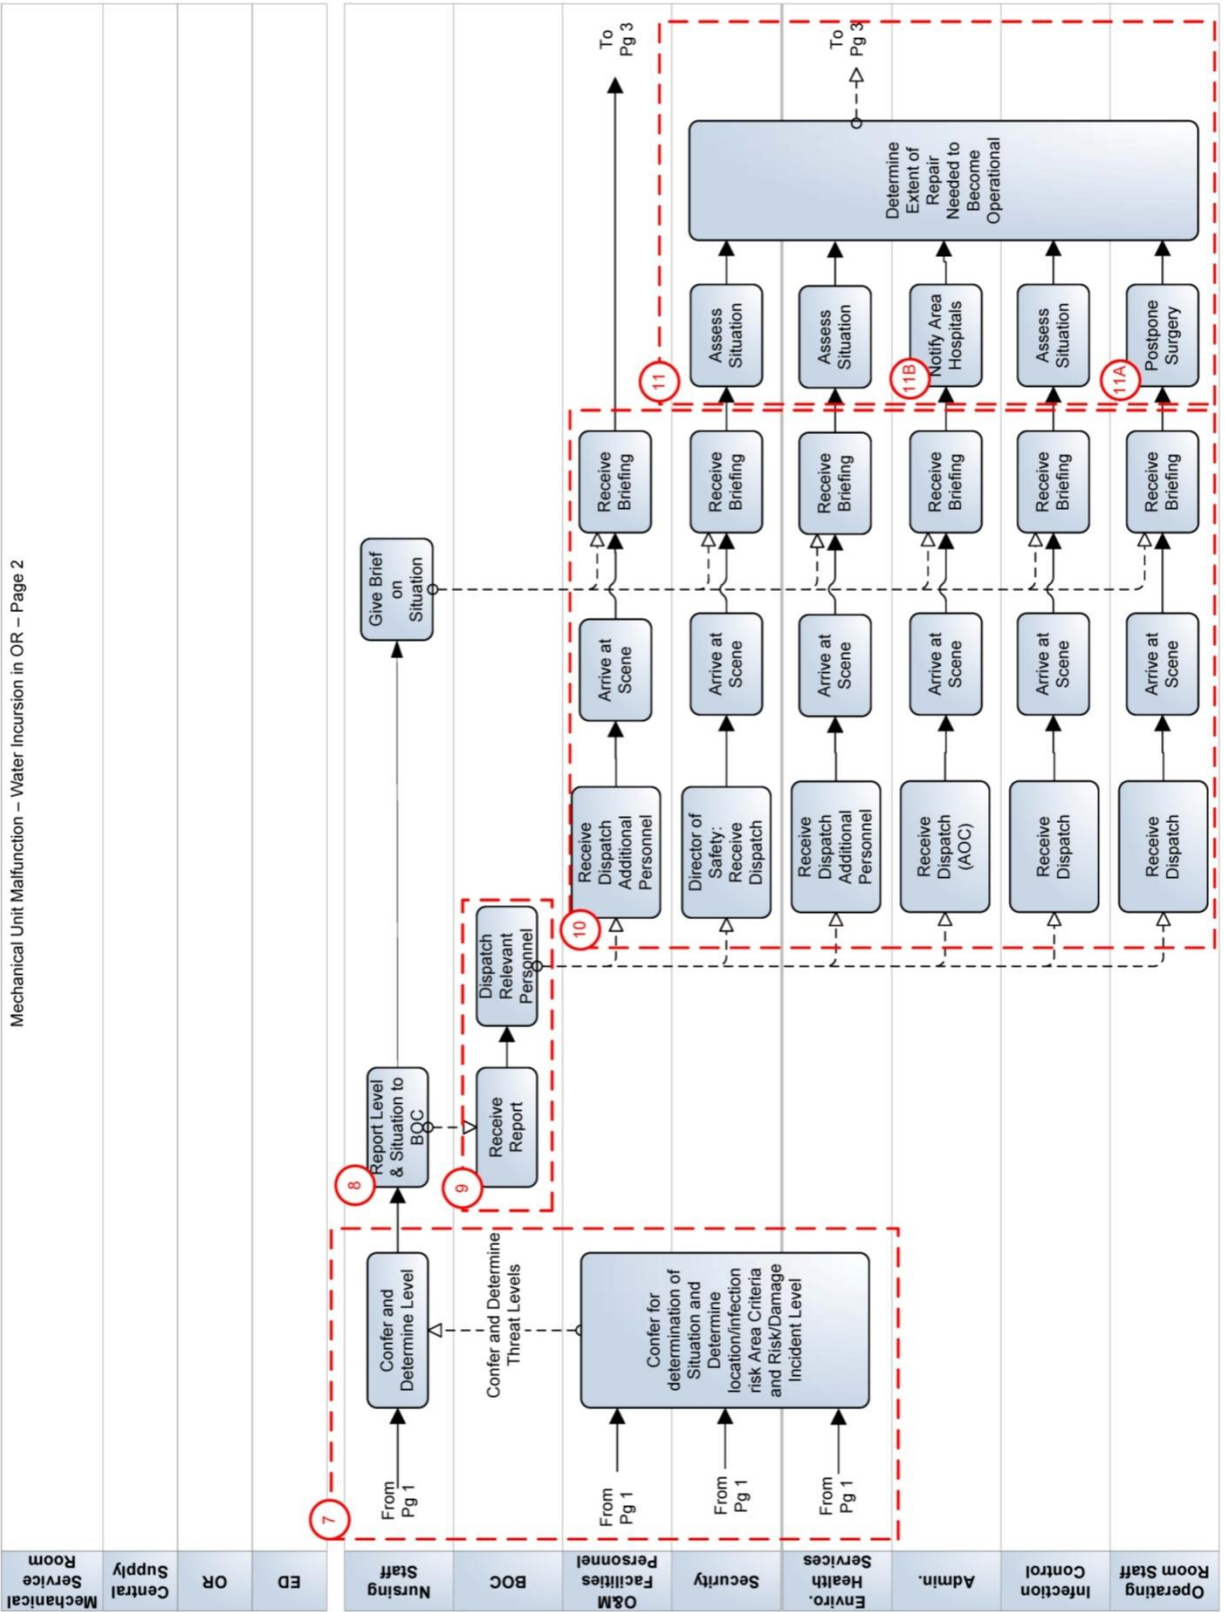 Mechanical Unit Malfunction – Water Incursion in OR – Page 2
Mechanical
Service
Room
Central
Supply
OR
ED
Nursing
Staff
From
Pg 1
7
Confer and
Determine Level
8
Report Level
& Situation to
BOC
Give Brief
on
Situation
BOC
Confer and Determine
Threat Levels
9
Receive
Report
Dispatch
Relevant
Personnel
O&M
Facilities
Personnel
From
Pg 1
Confer for
determination of
Situation and
Determine
location/infection
risk Area Criteria
and Risk/Damage
Incident Level
10
Receive
Dispatch
Additional
Personnel
Arrive at
Scene
Receive
Briefing
To
Pg 3
Security
From
Pg 1
Director of
Safety:
Receive
Dispatch
Arrive at
Scene
Receive
Briefing
11
Assess
Situation
Determine
Extent of
Repair
Needed to
Become
Operational
To
Pg 3
Enviro.
Health
Services
From
Pg 1
Receive
Dispatch
Additional
Personnel
Arrive at
Scene
Receive
Briefing
Assess
Situation
Admin.
Receive
Dispatch
(AOC)
Arrive at
Scene
Receive
Briefing
11B
Notify Area
Hospitals
Infection
Control
Receive
Dispatch
Arrive at
Scene
Receive
Briefing
Assess
Situation
Operating
Room Staff
Receive
Dispatch
Arrive at
Scene
Receive
Briefing
11A
Postpone
Surgery